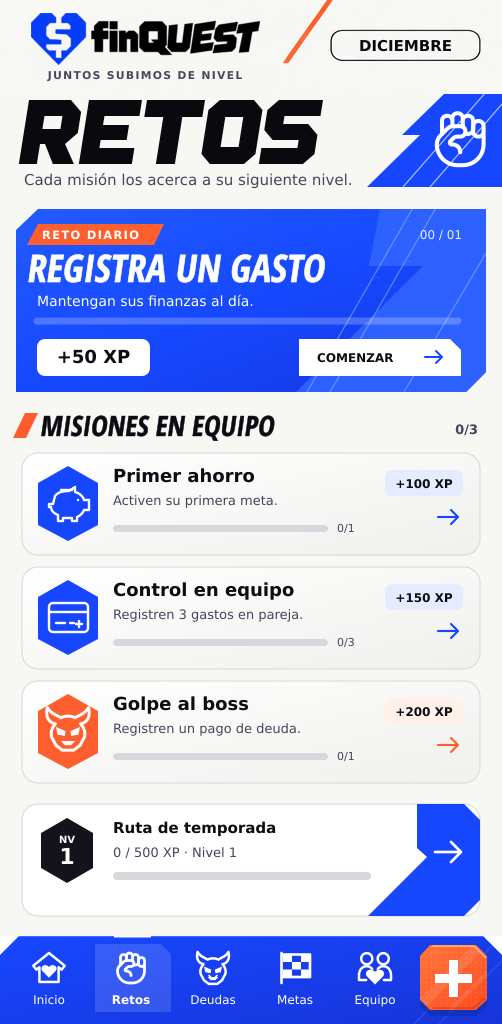 finQUEST
JUNTOS SUBIMOS DE NIVEL
DICIEMBRE
RETOS
Cada misión los acerca a su siguiente nivel.
RETO DIARIO
00 / 01
REGISTRA UN GASTO
Mantengan sus finanzas al día.
+50 XP
COMENZAR
MISIONES EN EQUIPO
0/3
Primer ahorro
+100 XP
Activen su primera meta.
0/1
Control en equipo
+150 XP
Registren 3 gastos en pareja.
0/3
Golpe al boss
+200 XP
Registren un pago de deuda.
0/1
NV
1
Ruta de temporada
0 / 500 XP · Nivel 1
Inicio
Retos
Deudas
Metas
Equipo